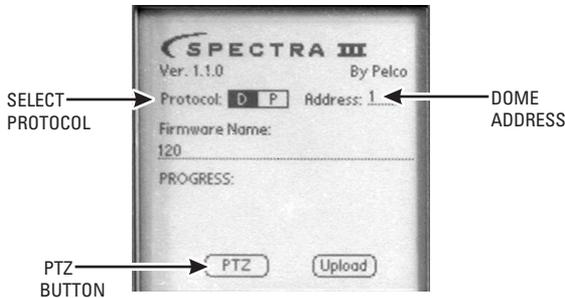 SPECTRA III
Ver. 1.1.0 By Pelco
SELECT PROTOCOL
Protocol: D P Address: 1
DOME ADDRESS
Firmware Name:
120
PROGRESS:
PTZ BUTTON
PTZ Upload